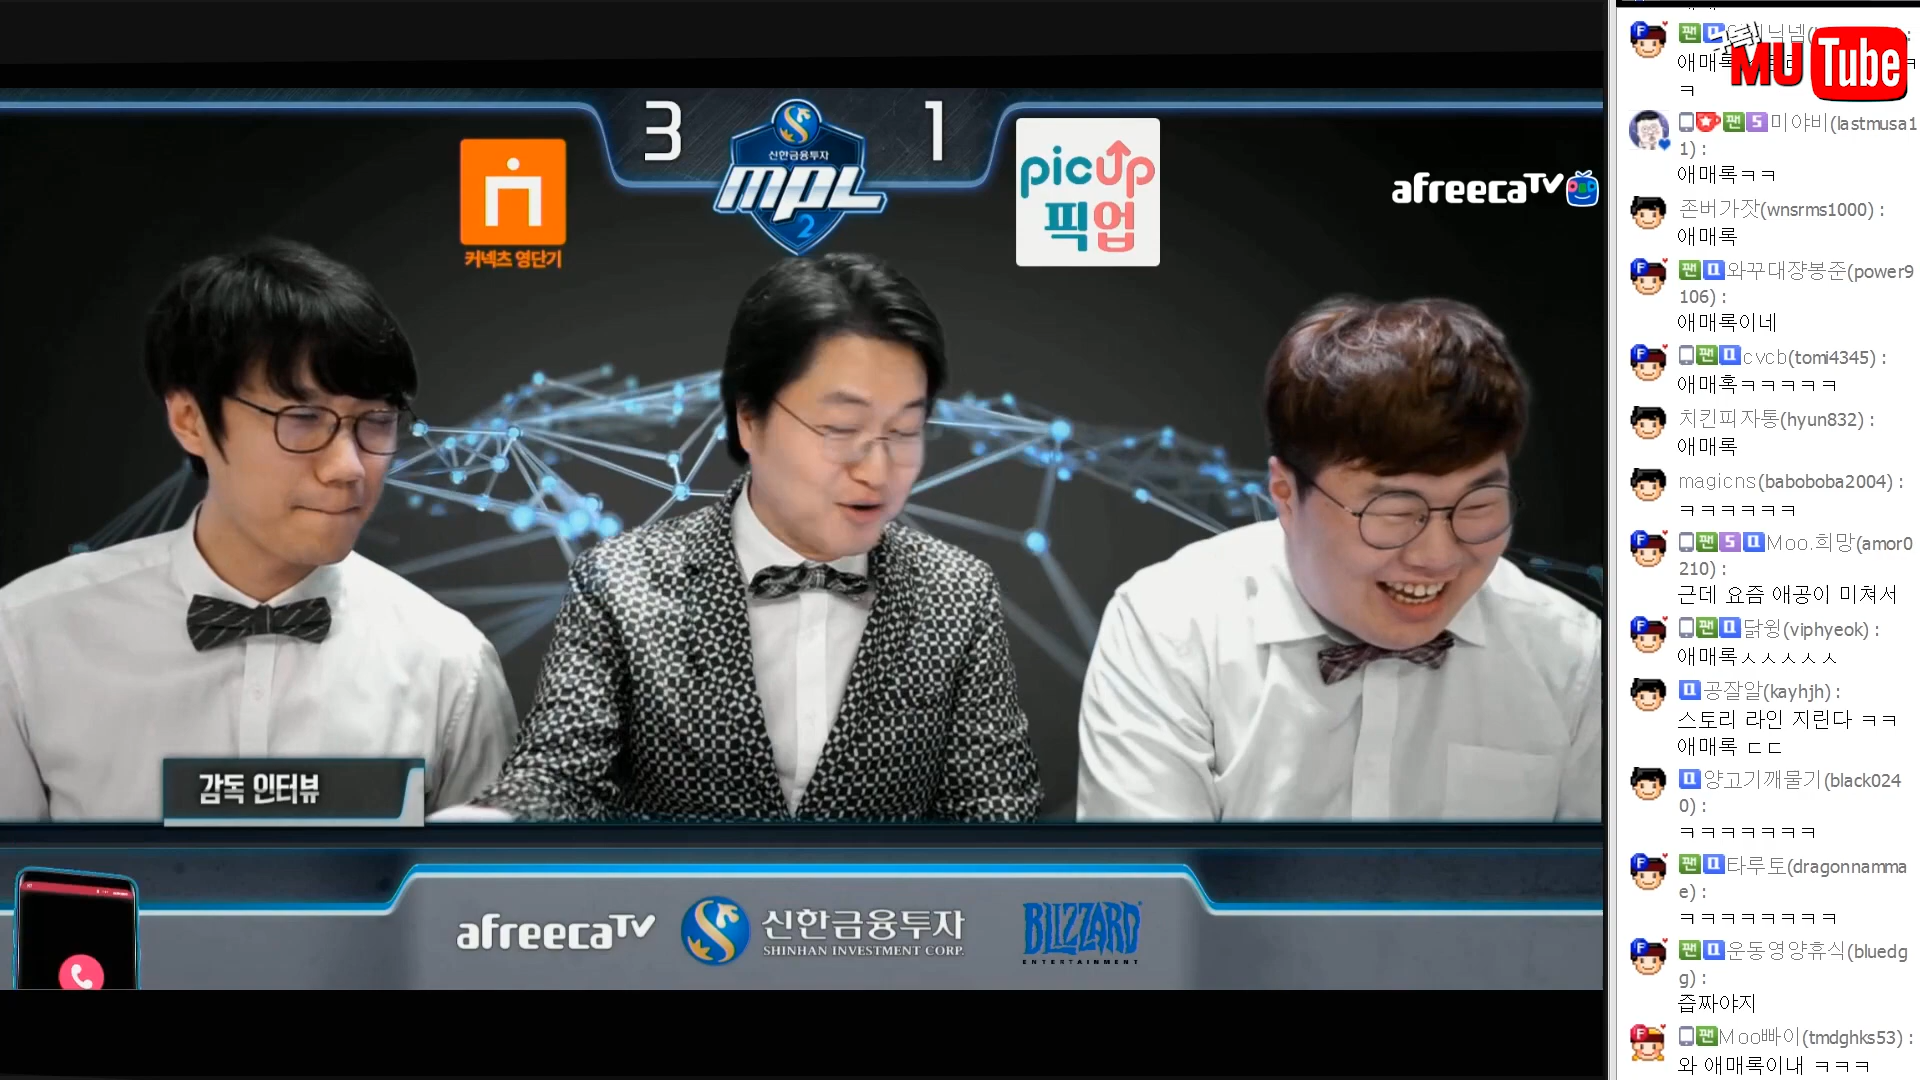 3
1
신한금융투자
MPL
2
커넥츠 영단기
picUp
픽업
afreecaTV
감독 인터뷰
afreecaTV
신한금융투자
SHINHAN INVESTMENT CORP.
BLIZZARD
ENTERTAINMENT
구독!
MU Tube
애매록
ㅋ
미야비(lastmusa1
1) :
애매록ㅋㅋ
존버가잣(wnsrms1000) :
애매록
와꾸대쟝봉준(power9
106) :
애매록이네
cvcb(tomi4345) :
애매혹ㅋㅋㅋㅋㅋ
치킨피자통(hyun832) :
애매록
magicns(baboboba2004) :
ㅋㅋㅋㅋㅋㅋ
Moo.희망(amor0
210) :
근데 요즘 애공이 미쳐서
닭윙(viphyeok) :
애매록ㅅㅅㅅㅅㅅ
공잘알(kayhjh) :
스토리 라인 지린다 ㅋㅋ
애매록 ㄷㄷ
양고기깨물기(black024
0) :
ㅋㅋㅋㅋㅋㅋㅋ
타루토(dragonnamma
e) :
ㅋㅋㅋㅋㅋㅋㅋㅋ
운동영양휴식(bluedg
g) :
즙짜야지
Moo빠이(tmdghks53) :
와 애매록이내 ㅋㅋㅋ